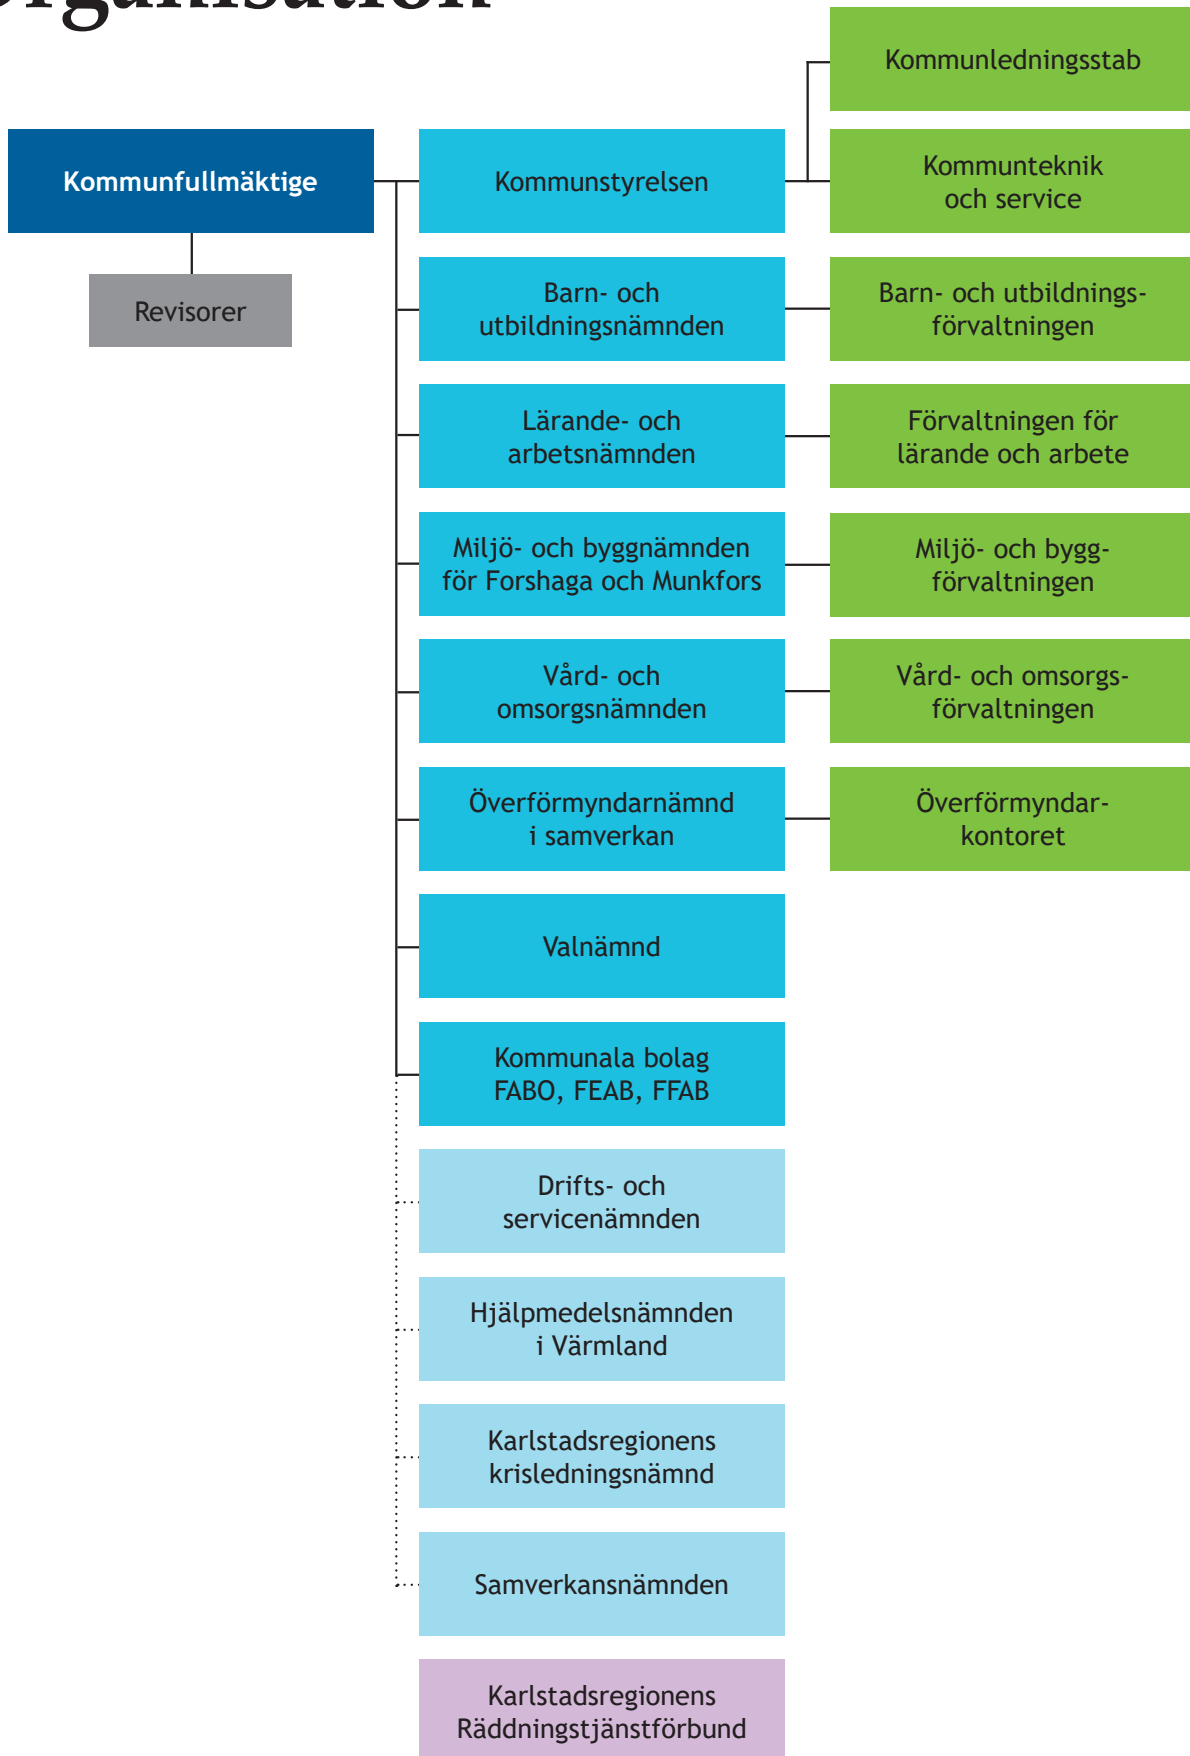 Organisation
Kommunfullmäktige
Revisorer
Kommunstyrelsen
Kommunledningsstab
Kommunteknik
och service
Barn- och
utbildningsnämnden
Barn- och utbildnings-
förvaltningen
Lärande- och
arbetsnämnden
Förvaltningen för
lärande och arbete
Miljö- och byggnämnden
för Forshaga och Munkfors
Miljö- och bygg-
förvaltningen
Vård- och
omsorgsnämnden
Vård- och omsorgs-
förvaltningen
Överförmyndarnämnd
i samverkan
Överförmyndar-
kontoret
Valnämnd
Kommunala bolag
FABO, FEAB, FFAB
Drifts- och
servicenämnden
Hjälpmedelsnämnden
i Värmland
Karlstadsregionens
krisledningsnämnd
Samverkansnämnden
Karlstadsregionens
Räddningstjänstförbund